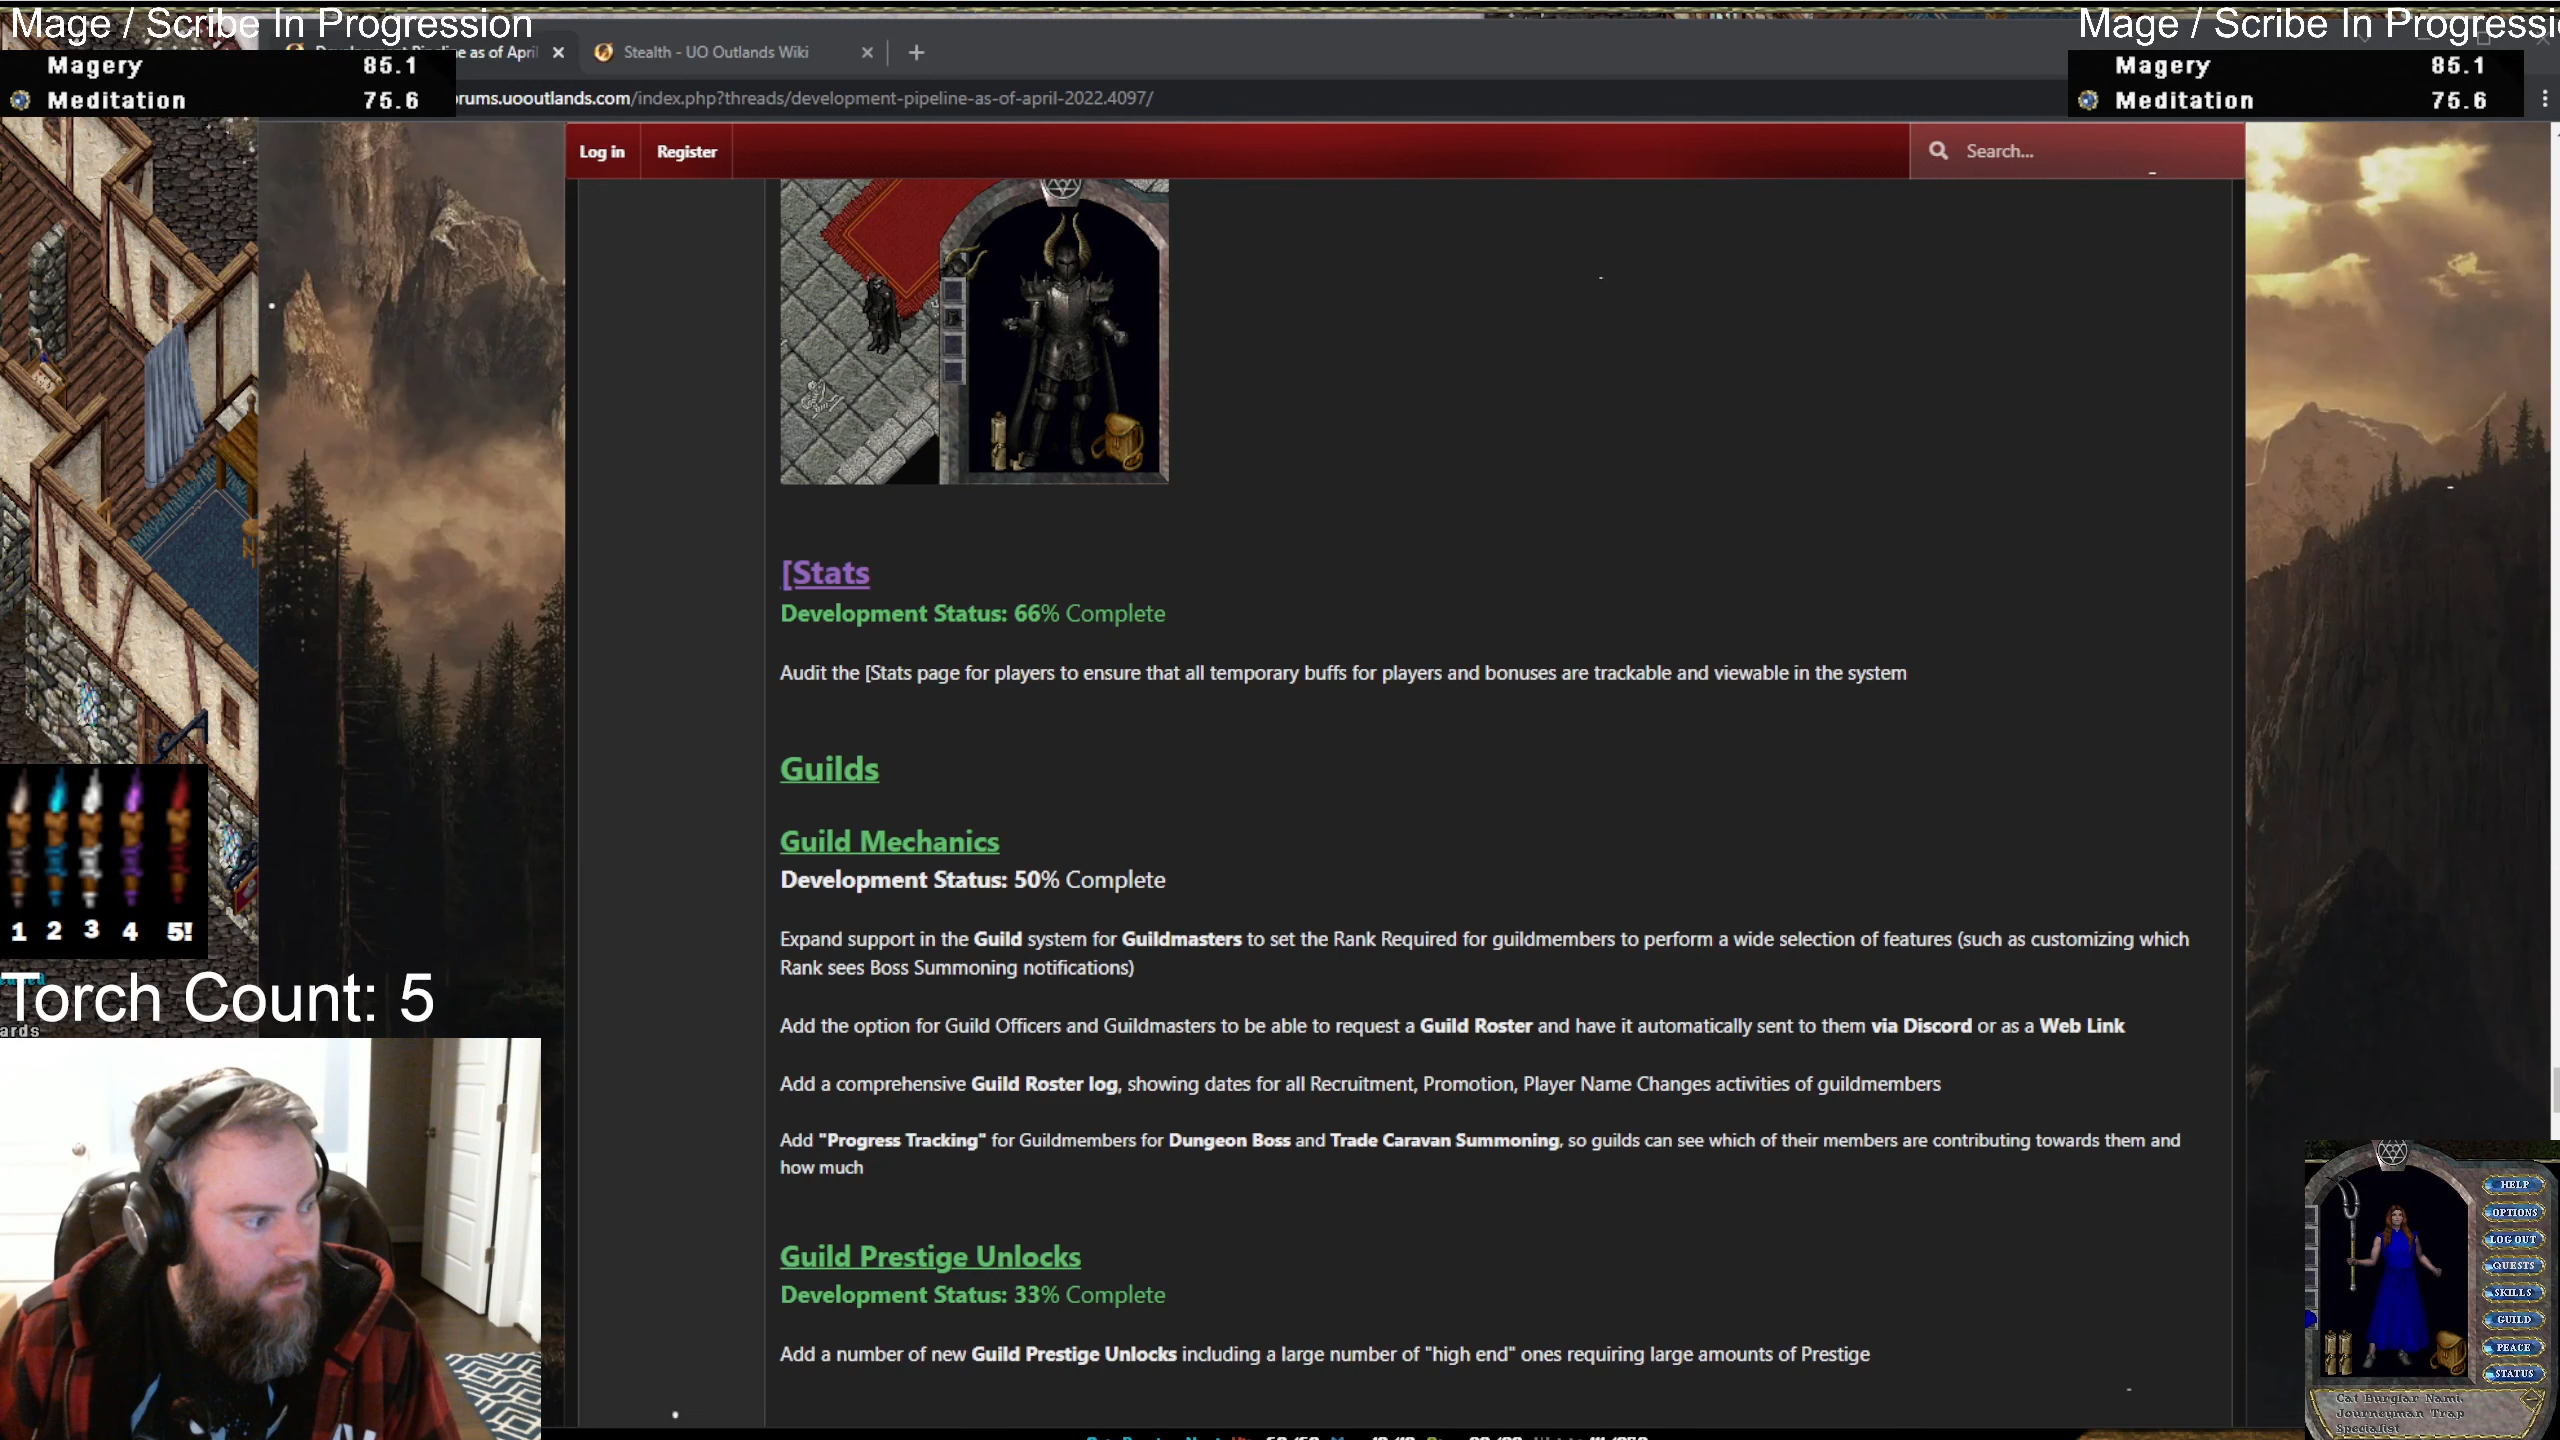 Mage / Scribe In Progression
Magery 85.1
Meditation 75.6
as of April
Stealth - UO Outlands Wiki
rums.uooutlands.com/index.php?threads/development-pipeline-as-of-april-2022.4097/
Mage / Scribe In Progressi
Magery 85.1
Meditation 75.6
Log in
Register
Search...
[Stats
Development Status: 66% Complete
Audit the [Stats page for players to ensure that all temporary buffs for players and bonuses are trackable and viewable in the system
Guilds
Guild Mechanics
Development Status: 50% Complete
Expand support in the Guild system for Guildmasters to set the Rank Required for guildmembers to perform a wide selection of features (such as customizing which
Rank sees Boss Summoning notifications)
Add the option for Guild Officers and Guildmasters to be able to request a Guild Roster and have it automatically sent to them via Discord or as a Web Link
Add a comprehensive Guild Roster log, showing dates for all Recruitment, Promotion, Player Name Changes activities of guildmembers
Add "Progress Tracking" for Guildmembers for Dungeon Boss and Trade Caravan Summoning, so guilds can see which of their members are contributing towards them and
how much
Guild Prestige Unlocks
Development Status: 33% Complete
Add a number of new Guild Prestige Unlocks including a large number of "high end" ones requiring large amounts of Prestige
1 2 3 4 5!
Torch Count: 5
ards
HELP
OPTIONS
LOG OUT
QUESTS
SKILLS
GUILD
PEACE
STATUS
Cat Burglar Nami,
Journeyman Trap
Specialist